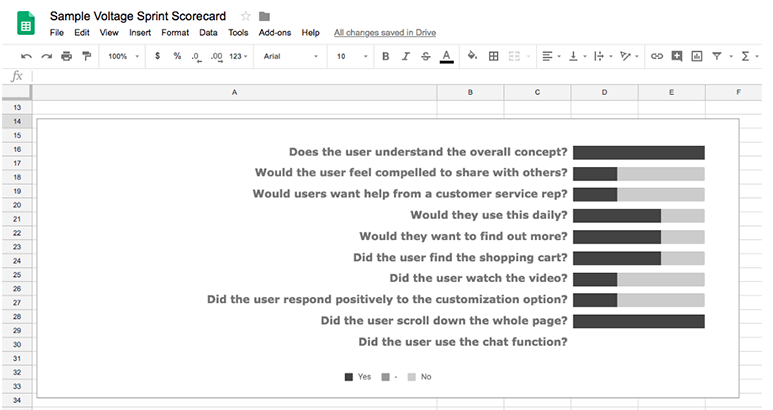 Sample Voltage Sprint Scorecard
File Edit View Insert Format Data Tools Add-ons Help All changes saved in Drive
100% $ % .0 .00 123 Arial 10 B I S A
fx
A B C D E F
13
14
15
16
17
18
19
20
21
22
23
24
25
26
27
28
29
30
31
32
33
34
Does the user understand the overall concept?
Would the user feel compelled to share with others?
Would users want help from a customer service rep?
Would they use this daily?
Would they want to find out more?
Did the user find the shopping cart?
Did the user watch the video?
Did the user respond positively to the customization option?
Did the user scroll down the whole page?
Did the user use the chat function?
Yes - No